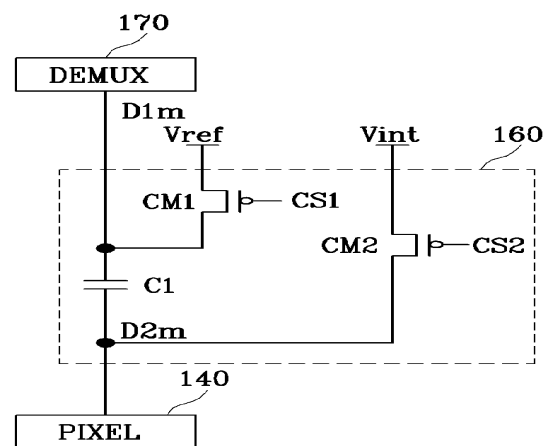 170
DEMUX
D1m
Vref
Vint
160
CM1
CS1
CM2
CS2
C1
D2m
140
PIXEL